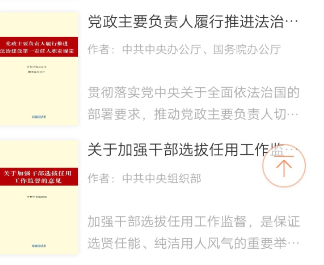 党政主要负责人履行推进法治…
作者：中共中央办公厅、国务院办公厅
贯彻落实党中央关于全面依法治国的
部署要求，推动党政主要负责人切…
党政主要负责人履行推进
法治建设第一责任人职责规定
关于加强干部选拔任用工作监…
作者：中共中央组织部
加强干部选拔任用工作监督，是保证
选贤任能、纯洁用人风气的重要举…
关于加强干部选拔任用
工作监督的意见